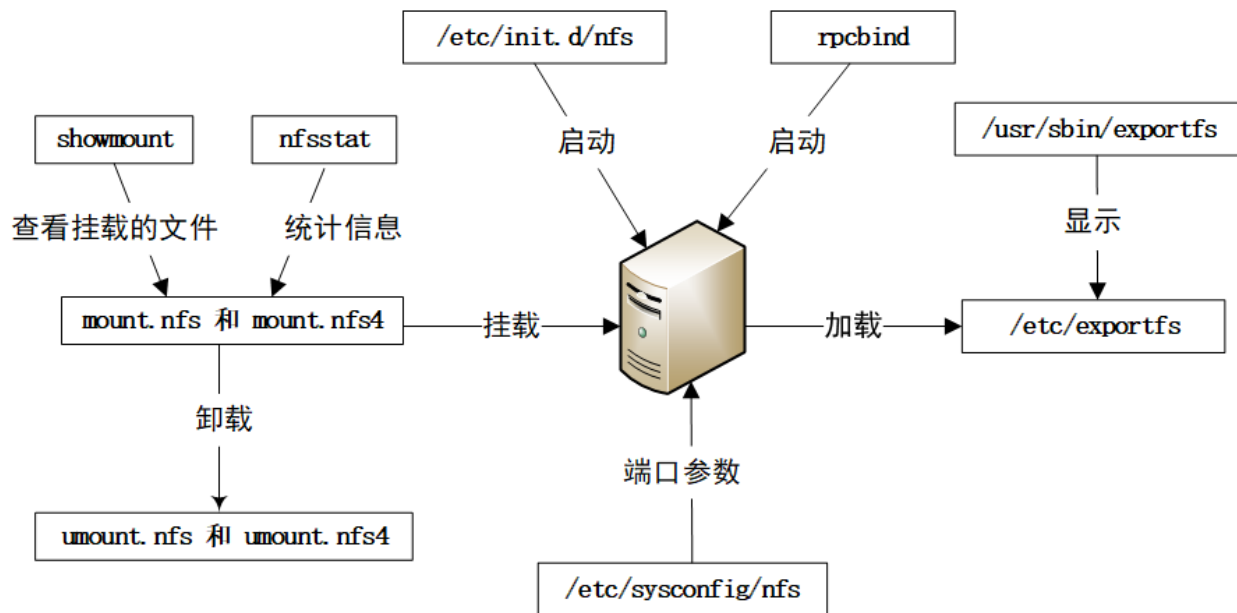 /etc/init.d/nfs
rpcbind
showmount
nfsstat
/usr/sbin/exportfs
启动
启动
查看挂载的文件
统计信息
显示
mount.nfs 和 mount.nfs4
挂载
加载
/etc/exportfs
卸载
端口参数
umount.nfs 和 umount.nfs4
/etc/sysconfig/nfs